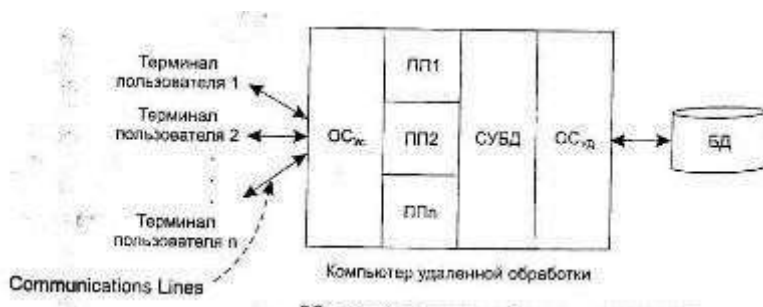 Терминал
пользователя 1
Терминал
пользователя 2
Терминал
пользователя n
Communications Lines
ОС
ПП1
ПП2
ППn
СУБД
ОСуд
БД
Компьютер удаленной обработки